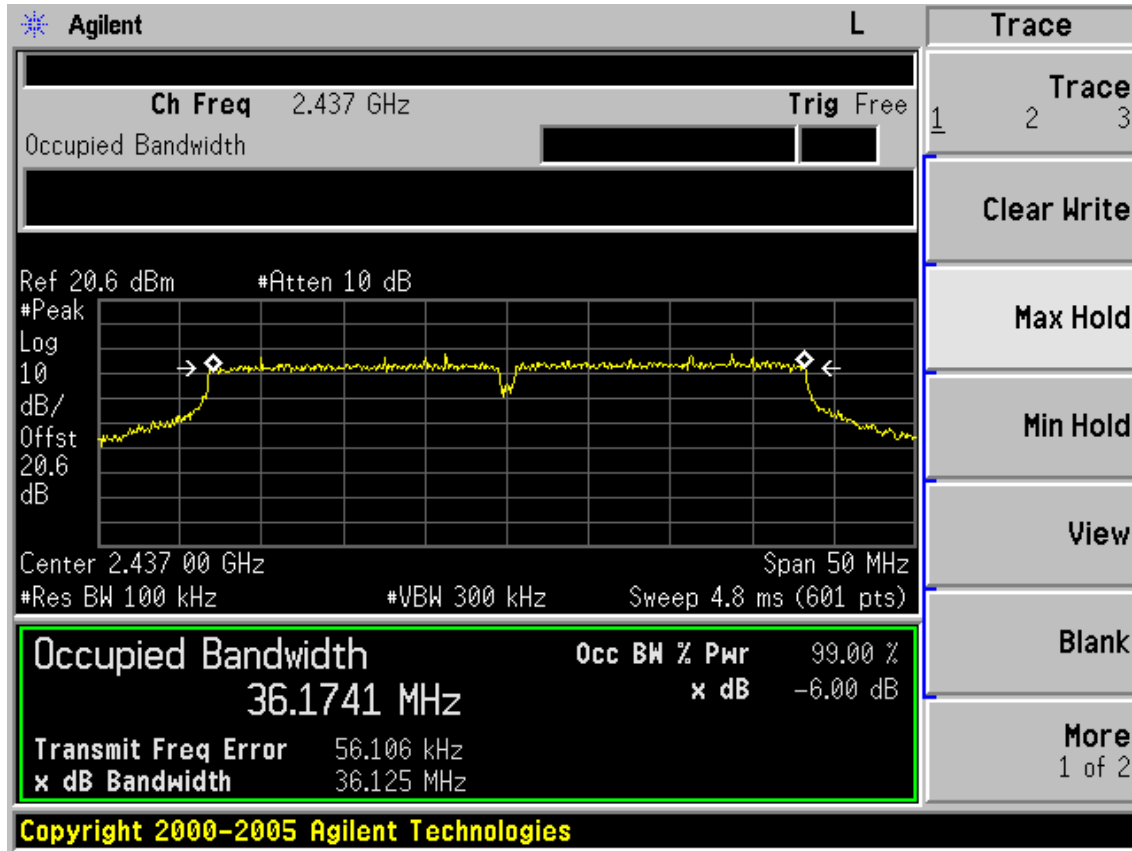 Agilent L Trace
Ch Freq 2.437 GHz Trig Free
Occupied Bandwidth
Trace
1 2 3
Clear Write
Ref 20.6 dBm #Atten 10 dB
#Peak
Log
10
dB/
Offst
20.6
dB
Max Hold
Min Hold
View
Center 2.437 00 GHz Span 50 MHz
#Res BW 100 kHz #VBW 300 kHz Sweep 4.8 ms (601 pts)
Occupied Bandwidth Occ BW % Pwr 99.00 %
36.1741 MHz x dB -6.00 dB
Transmit Freq Error 56.106 kHz
x dB Bandwidth 36.125 MHz
Blank
More
1 of 2
Copyright 2000-2005 Agilent Technologies